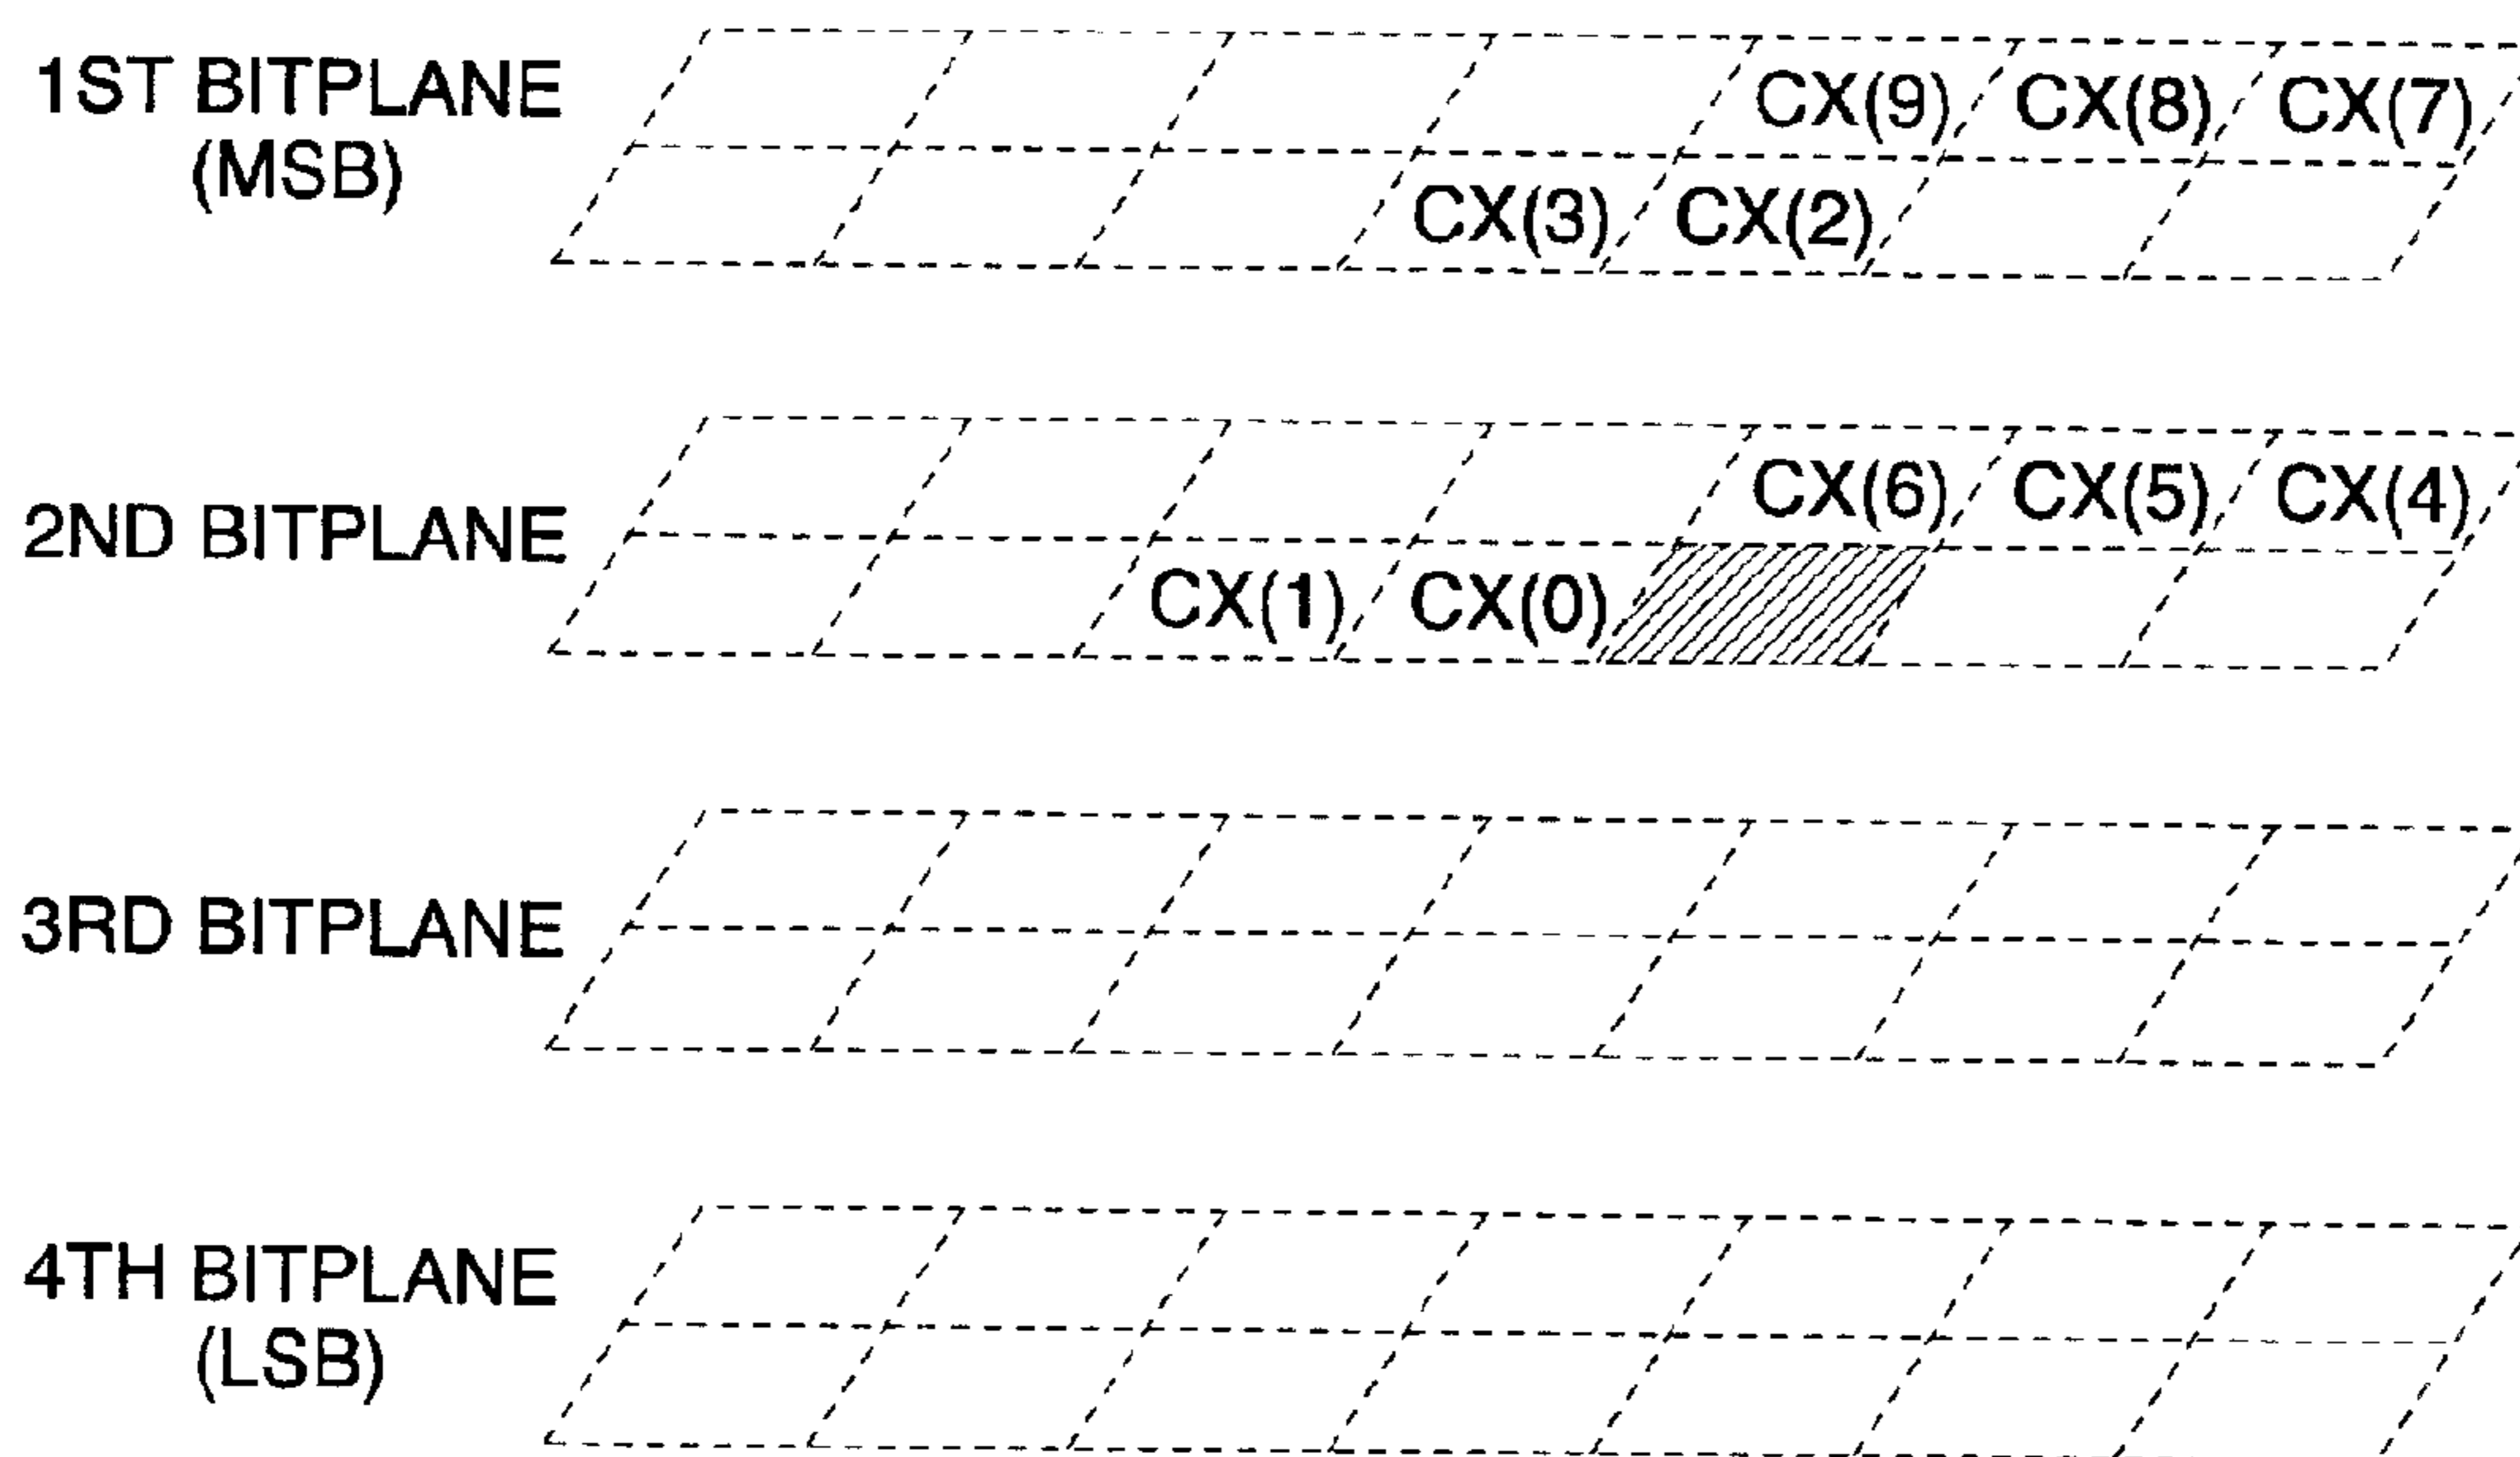 1ST BITPLANE
(MSB)
CX(9) CX(8) CX(7)
CX(3) CX(2)
2ND BITPLANE
CX(6) CX(5) CX(4)
CX(1) CX(0)
3RD BITPLANE
4TH BITPLANE
(LSB)